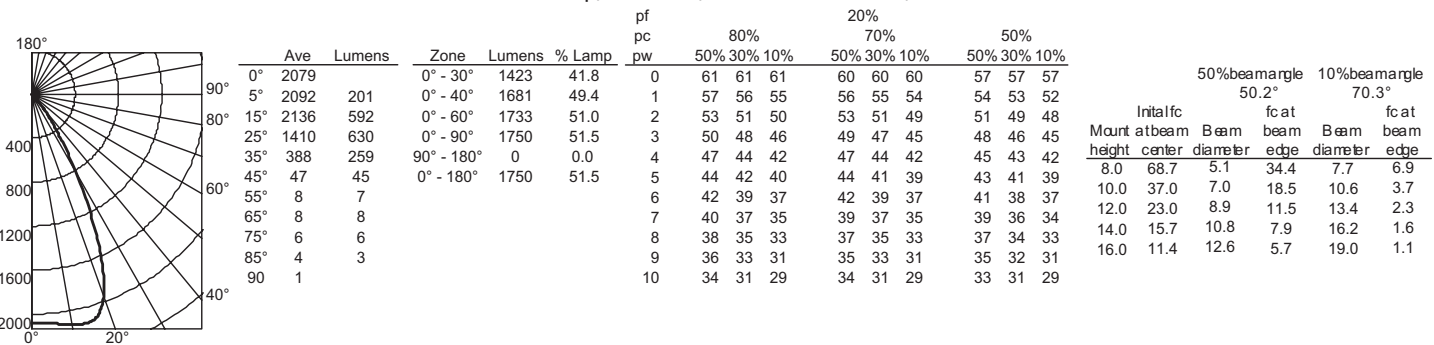 180°
90°
80°
60°
40°
20°
0°
400
800
1200
1600
2000
Ave Lumens
0° 2079
5° 2092 201
15° 2136 592
25° 1410 630
35° 388 259
45° 47 45
55° 8 7
65° 8 8
75° 6 6
85° 4 3
90 1
Zone Lumens % Lamp
0° - 30° 1423 41.8
0° - 40° 1681 49.4
0° - 60° 1733 51.0
0° - 90° 1750 51.5
90° - 180° 0 0.0
0° - 180° 1750 51.5
pf 20%
pc 80% 70% 50%
pw 50% 30% 10% 50% 30% 10% 50% 30% 10%
0 61 61 61 60 60 60 57 57 57
1 57 56 55 56 55 54 54 53 52
2 53 51 50 53 51 49 51 49 48
3 50 48 46 49 47 45 48 46 45
4 47 44 42 47 44 42 45 43 42
5 44 42 40 44 41 39 43 41 39
6 42 39 37 42 39 37 41 38 37
7 40 37 35 39 37 35 39 36 34
8 38 35 33 37 35 33 37 34 33
9 36 33 31 35 33 31 35 32 31
10 34 31 29 34 31 29 33 31 29
50%beamangle 10%beamangle
50.2° 70.3°
Inital fc fc at fc at
Mount at beam Beam beam Beam beam
height center diameter edge diameter edge
8.0 68.7 5.1 34.4 7.7 6.9
10.0 37.0 7.0 18.5 10.6 3.7
12.0 23.0 8.9 11.5 13.4 2.3
14.0 15.7 10.8 7.9 16.2 1.6
16.0 11.4 12.6 5.7 19.0 1.1